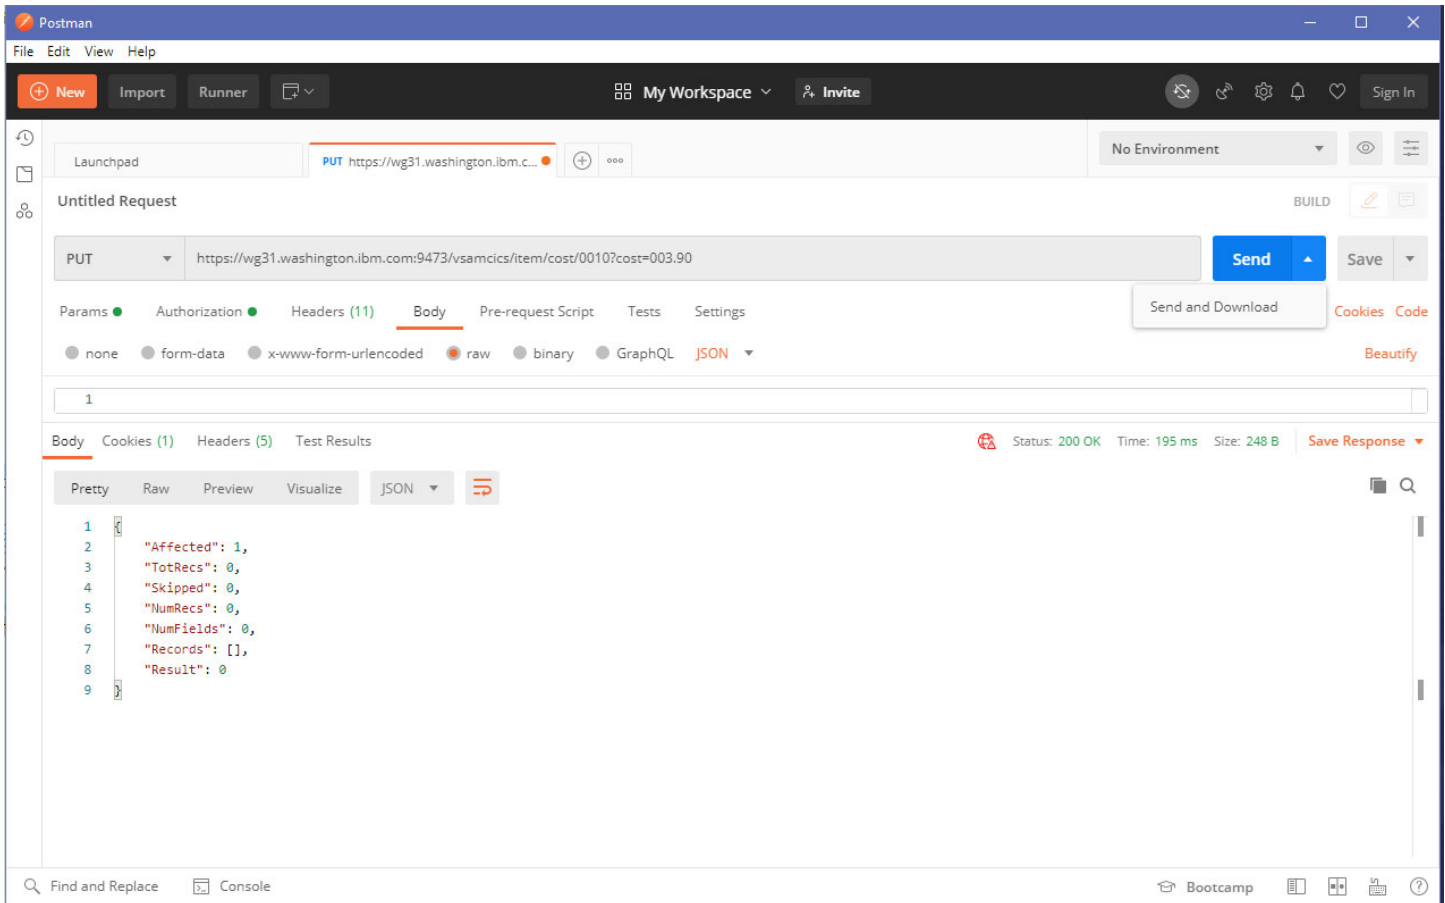 Postman
File Edit View Help
New Import Runner My Workspace Invite Sign In
Launchpad PUT https://wg31.washington.ibm.c... No Environment
Untitled Request BUILD
PUT https://wg31.washington.ibm.com:9473/vsamcics/item/cost/0010?cost=003.90 Send Save
Send and Download
Params Authorization Headers (11) Body Pre-request Script Tests Settings Cookies Code
none form-data x-www-form-urlencoded raw binary GraphQL JSON Beautify
1
Body Cookies (1) Headers (5) Test Results Status: 200 OK Time: 195 ms Size: 248 B Save Response
Pretty Raw Preview Visualize JSON
1 {
2 "Affected": 1,
3 "TotRecs": 0,
4 "Skipped": 0,
5 "NumRecs": 0,
6 "NumFields": 0,
7 "Records": [],
8 "Result": 0
9 }
Find and Replace Console Bootcamp